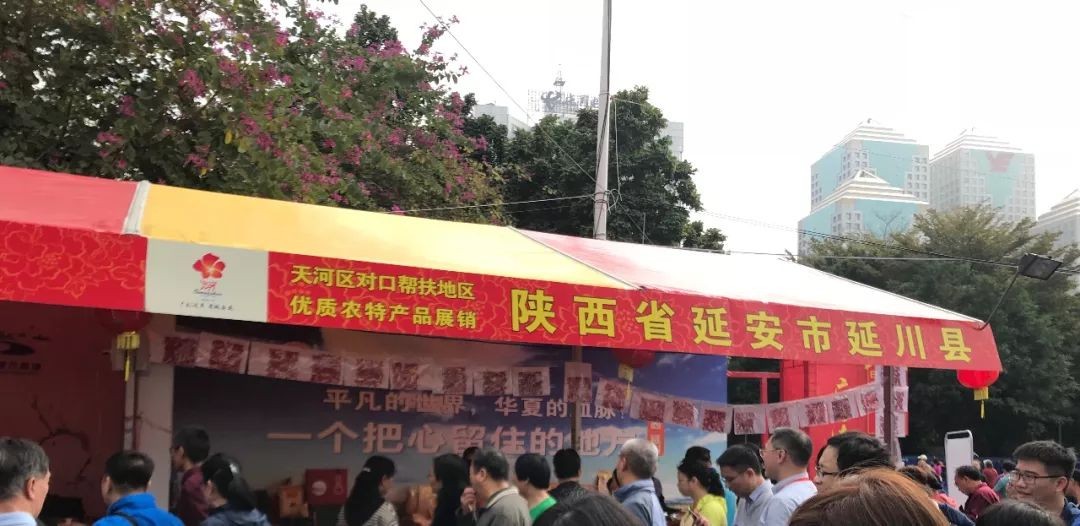 天河区对口帮扶地区
优质农特产品展销
陕西省延安市延川县
平凡的世界，华夏的血脉
一个把心留住的地方